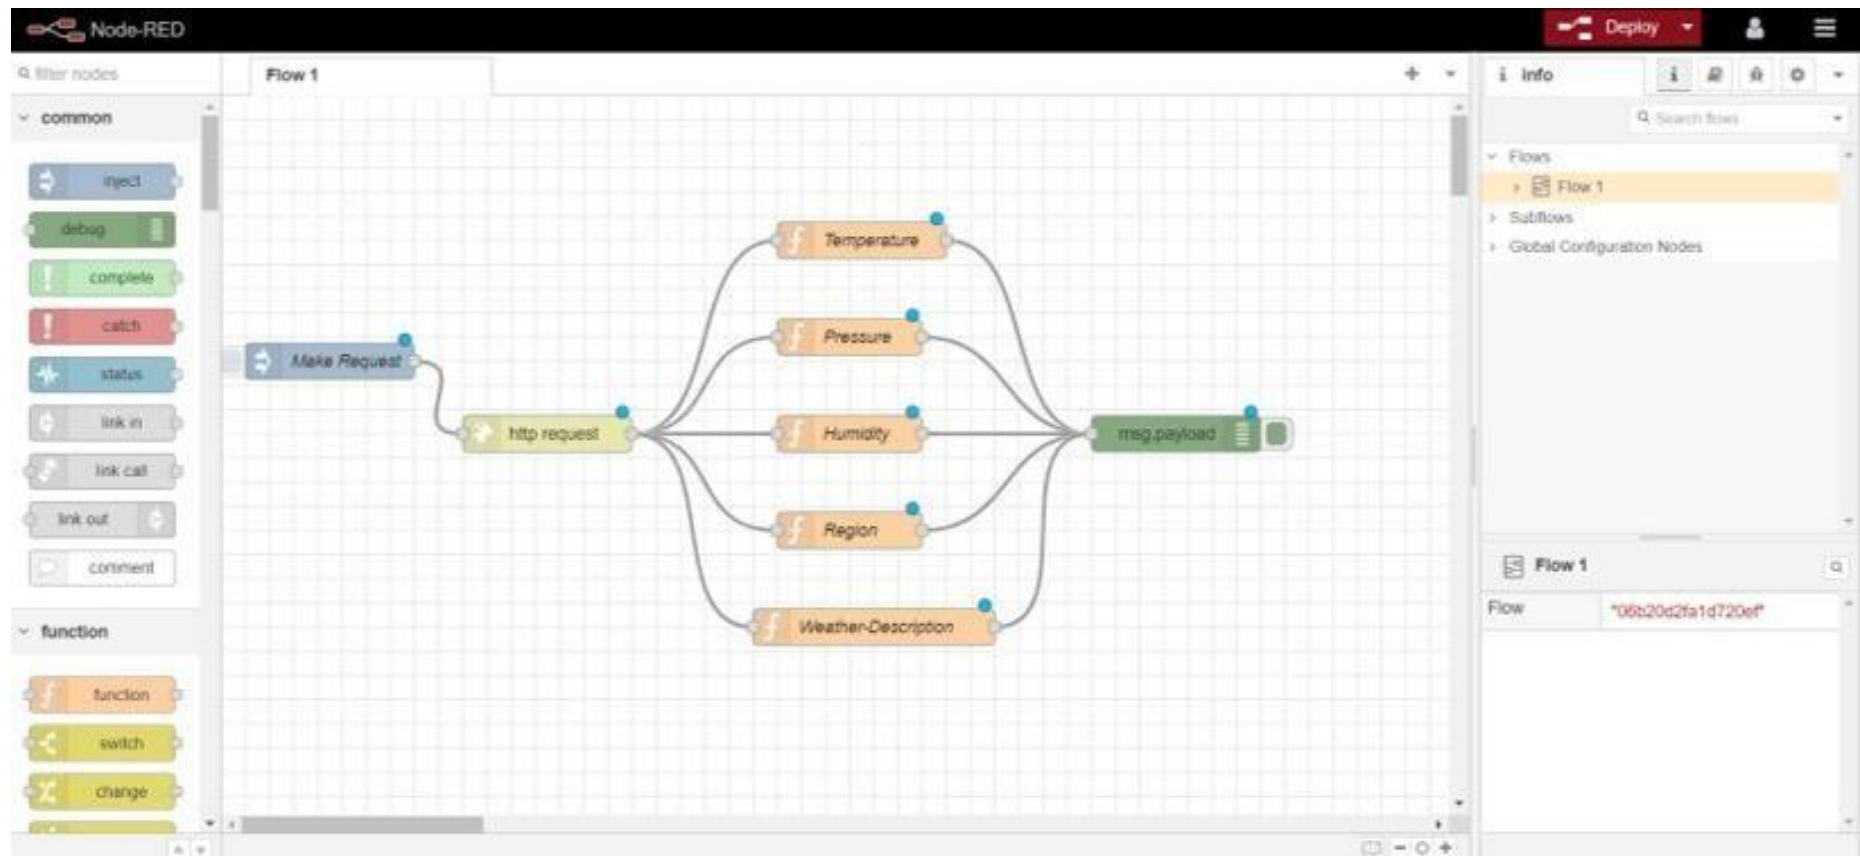 Node-RED
Deploy
filter nodes
Flow 1
info
common
Search flows
Flows
Flow 1
Subflows
Global Configuration Nodes
inject
debug
complete
catch
status
link in
link call
link out
comment
function
function
switch
change
Make Request
http request
Temperature
Pressure
Humidity
Region
Weather-Description
msg.payload
Flow 1
Flow "06b20d2fa1d720ef"